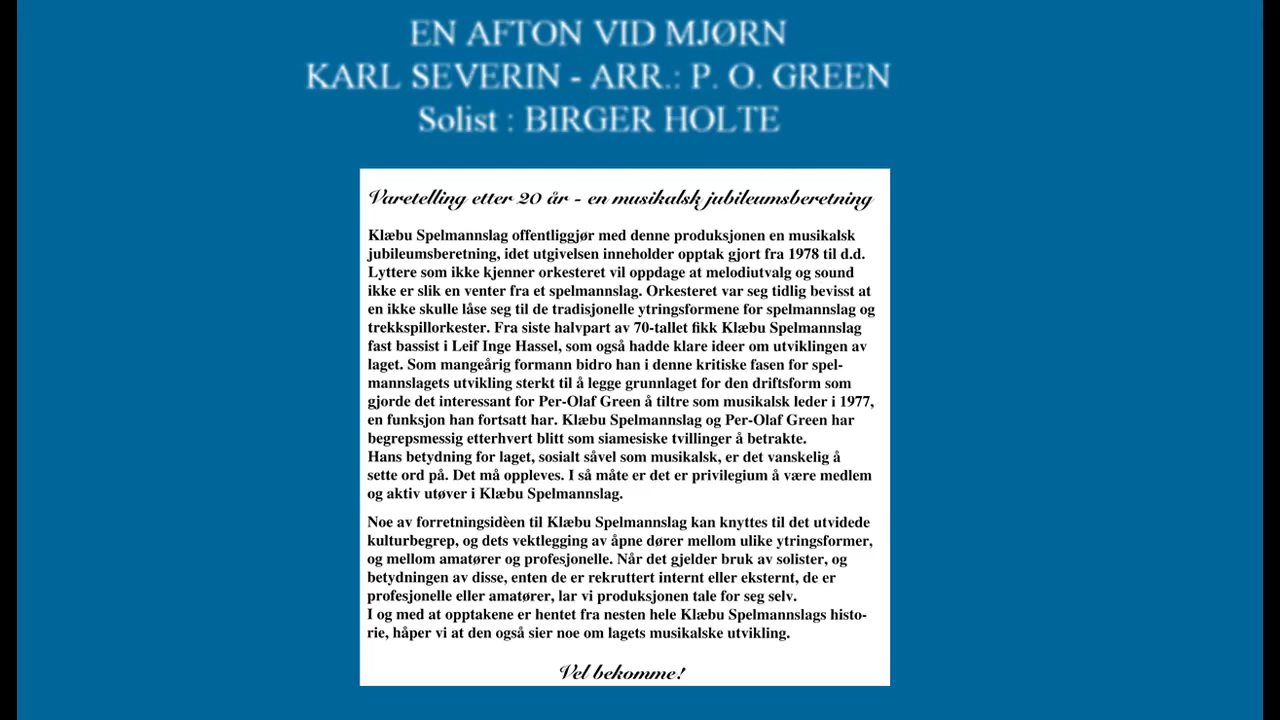 EN AFTON VID MJØRN
KARL SEVERIN - ARR.: P. O. GREEN
Solist : BIRGER HOLTE
Varetelling etter 20 år - en musikalsk jubileumsberetning
Klæbu Spelmannslag offentliggjør med denne produksjonen en musikalsk
jubileumsberetning, idet utgivelsen inneholder opptak gjort fra 1978 til d.d.
Lyttere som ikke kjenner orkesteret vil oppdage at melodiutvalg og sound
ikke er slik en venter fra et spelmannslag. Orkesteret var seg tidlig bevisst at
en ikke skulle låse seg til de tradisjonelle ytringsformene for spelmannslag og
trekkspillorkester. Fra siste halvpart av 70-tallet fikk Klæbu Spelmannslag
fast bassist i Leif Inge Hassel, som også hadde klare ideer om utviklingen av
laget. Som mangeårig formann bidro han i denne kritiske fasen for spel-
mannslagets utvikling sterkt til å legge grunnlaget for den driftsform som
gjorde det interessant for Per-Olaf Green å tiltre som musikalsk leder i 1977,
en funksjon han fortsatt har. Klæbu Spelmannslag og Per-Olaf Green har
begrepsmessig etterhvert blitt som siamesiske tvillinger å betrakte.
Hans betydning for laget, sosialt såvel som musikalsk, er det vanskelig å
sette ord på. Det må oppleves. I så måte er det er privilegium å være medlem
og aktiv utøver i Klæbu Spelmannslag.
Noe av forretningsidèen til Klæbu Spelmannslag kan knyttes til det utvidede
kulturbegrep, og dets vektlegging av åpne dører mellom ulike ytringsformer,
og mellom amatører og profesjonelle. Når det gjelder bruk av solister, og
betydningen av disse, enten de er rekruttert internt eller eksternt, de er
profesjonelle eller amatører, lar vi produksjonen tale for seg selv.
I og med at opptakene er hentet fra nesten hele Klæbu Spelmannslags histo-
rie, håper vi at den også sier noe om lagets musikalske utvikling.
Vel bekomme!